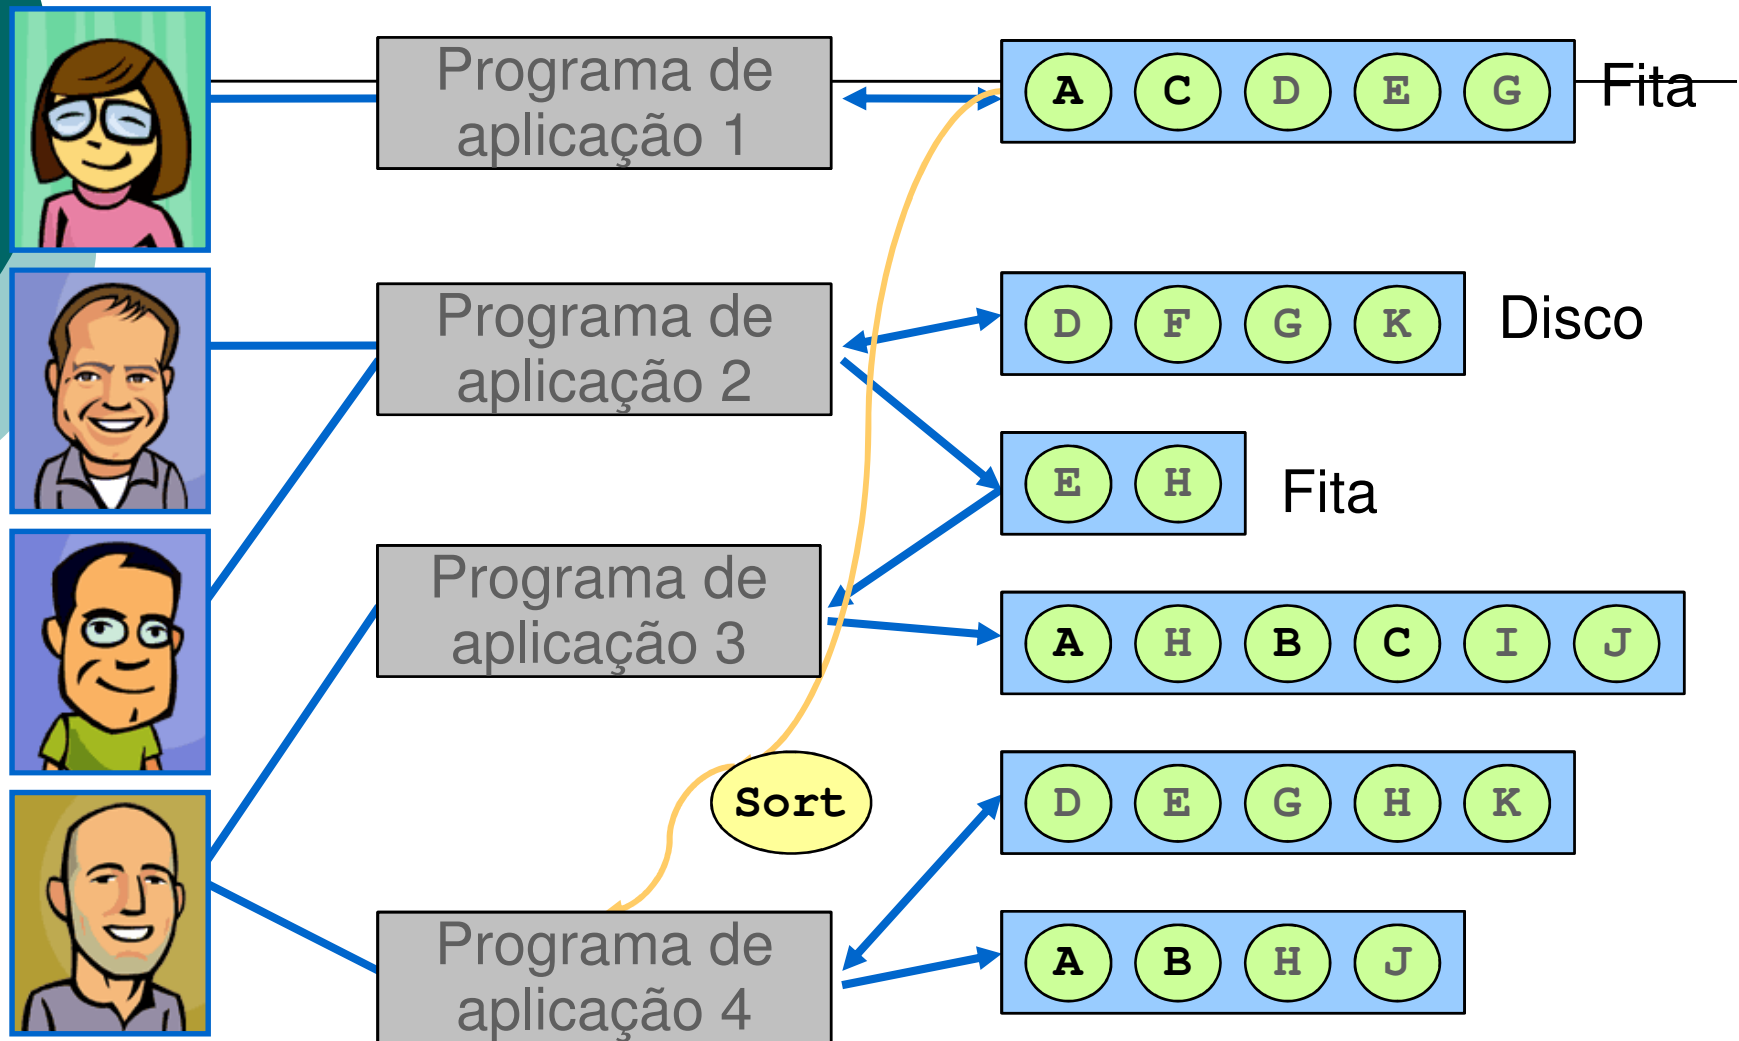 Programa de
aplicação 1
A C D E G
Fita
Programa de
aplicação 2
D F G K
Disco
E H
Fita
Programa de
aplicação 3
A H B C I J
Sort
D E G H K
Programa de
aplicação 4
A B H J